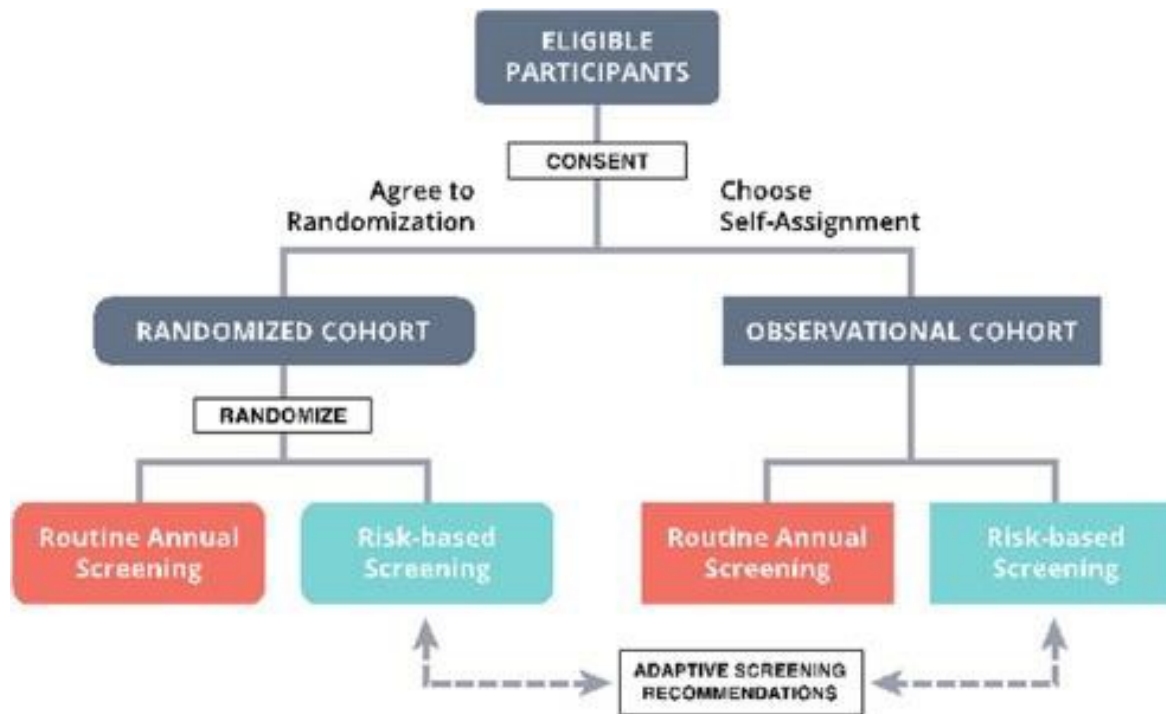 ELIGIBLE
PARTICIPANTS
CONSENT
Agree to
Randomization
Choose
Self-Assignment
RANDOMIZED COHORT
OBSERVATIONAL COHORT
RANDOMIZE
Routine Annual
Screening
Risk-based
Screening
Routine Annual
Screening
Risk-based
Screening
ADAPTIVE SCREENING
RECOMMENDATIONS